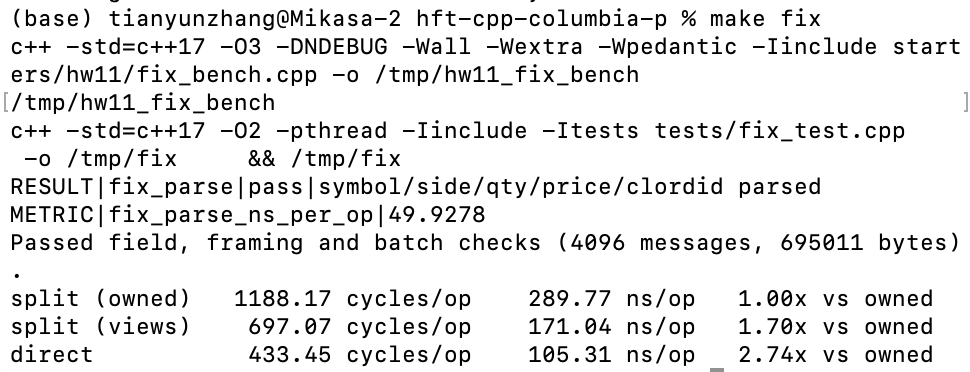 (base) tianyunzhang@Mikasa-2 hft-cpp-columbia-p % make fix
c++ -std=c++17 -O3 -DNDEBUG -Wall -Wextra -Wpedantic -Iinclude start
ers/hw11/fix_bench.cpp -o /tmp/hw11_fix_bench
[/tmp/hw11_fix_bench ]
c++ -std=c++17 -O2 -pthread -Iinclude -Itests tests/fix_test.cpp
 -o /tmp/fix     && /tmp/fix
RESULT|fix_parse|pass|symbol/side/qty/price/clordid parsed
METRIC|fix_parse_ns_per_op|49.9278
Passed field, framing and batch checks (4096 messages, 695011 bytes)
.
split (owned)   1188.17 cycles/op    289.77 ns/op   1.00x vs owned
split (views)    697.07 cycles/op    171.04 ns/op   1.70x vs owned
direct           433.45 cycles/op    105.31 ns/op   2.74x vs owned